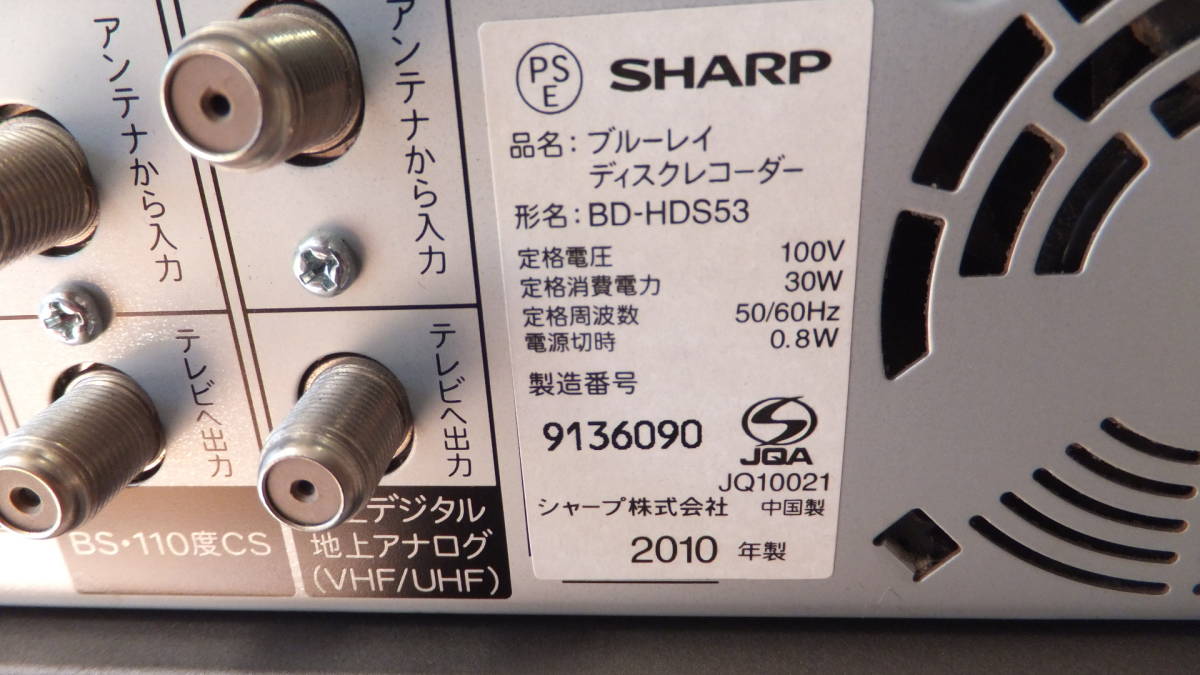 アンテナから入力
アンテナから入力
テレビへ出力
テレビへ出力
BS・110度CS
デジタル
地上アナログ
(VHF/UHF)
PS
E
SHARP
品名：ブルーレイ
ディスクレコーダー
形名：BD-HDS53
定格電圧 100V
定格消費電力 30W
定格周波数 50/60Hz
電源切時 0.8W
製造番号
9136090
JQA
JQ10021
シャープ株式会社 中国製
2010 年製